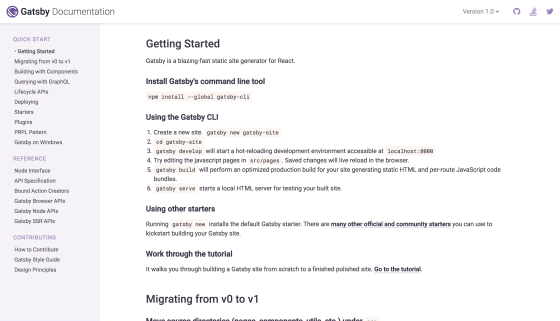 Gatsby Documentation
Version 1.0
QUICK START
- Getting Started
Migrating from v0 to v1
Building with Components
Querying with GraphQL
Lifecycle APIs
Deploying
Starters
Plugins
PRPL Pattern
Gatsby on Windows
REFERENCE
Node Interface
API Specification
Bound Action Creators
Gatsby Browser APIs
Gatsby Node APIs
Gatsby SSR APIs
CONTRIBUTING
How to Contribute
Gatsby Style Guide
Design Principles
Getting Started
Gatsby is a blazing-fast static site generator for React.
Install Gatsby's command line tool
npm install --global gatsby-cli
Using the Gatsby CLI
1. Create a new site. gatsby new gatsby-site
2. cd gatsby-site
3. gatsby develop will start a hot-reloading development environment accessible at localhost:8000
4. Try editing the javascript pages in src/pages. Saved changes will live reload in the browser.
5. gatsby build will perform an optimized production build for your site generating static HTML and per-route JavaScript code
bundles.
6. gatsby serve starts a local HTML server for testing your built site.
Using other starters
Running gatsby new installs the default Gatsby starter. There are many other official and community starters you can use to
kickstart building your Gatsby site.
Work through the tutorial
It walks you through building a Gatsby site from scratch to a finished polished site. Go to the tutorial.
Migrating from v0 to v1
Move source directories (pages, components, utils, etc.) under src